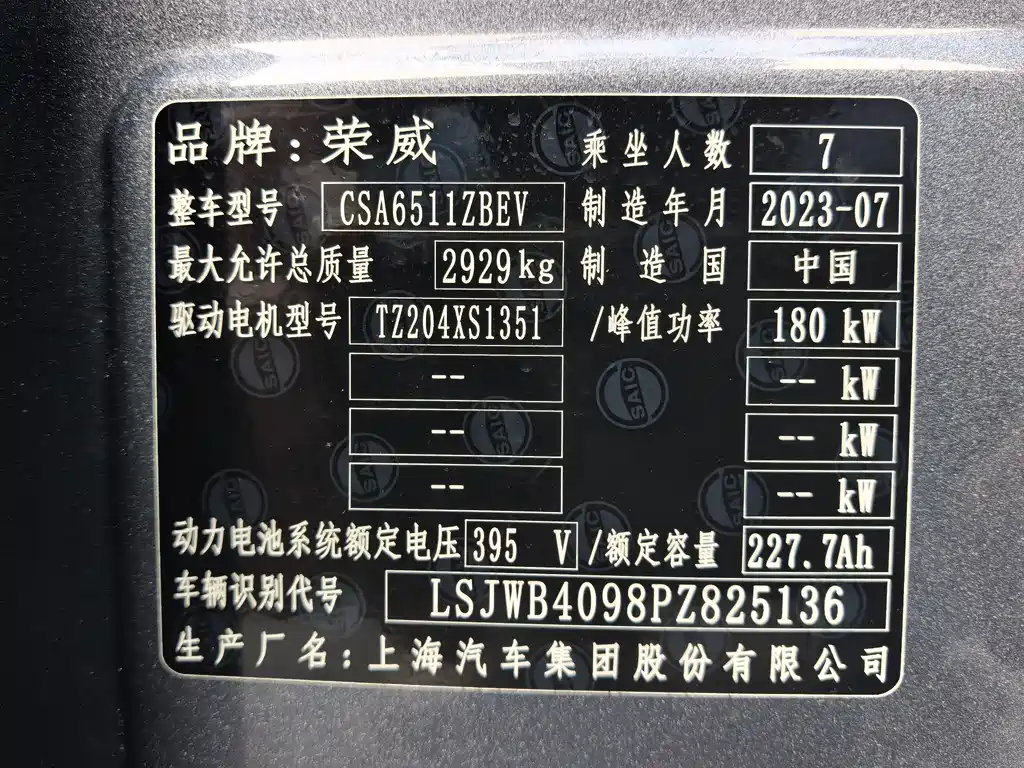 品牌：荣威 乘坐人数 7
整车型号 CSA6511ZBEV 制造年月 2023-07
最大允许总质量 2929kg 制造国 中国
驱动电机型号 TZ204XS1351 /峰值功率 180 kW
-- -- kW
-- -- kW
-- -- kW
动力电池系统额定电压 395 V /额定容量 227.7Ah
车辆识别代号 LSJWB4098PZ825136
生产厂名：上海汽车集团股份有限公司
SAIC